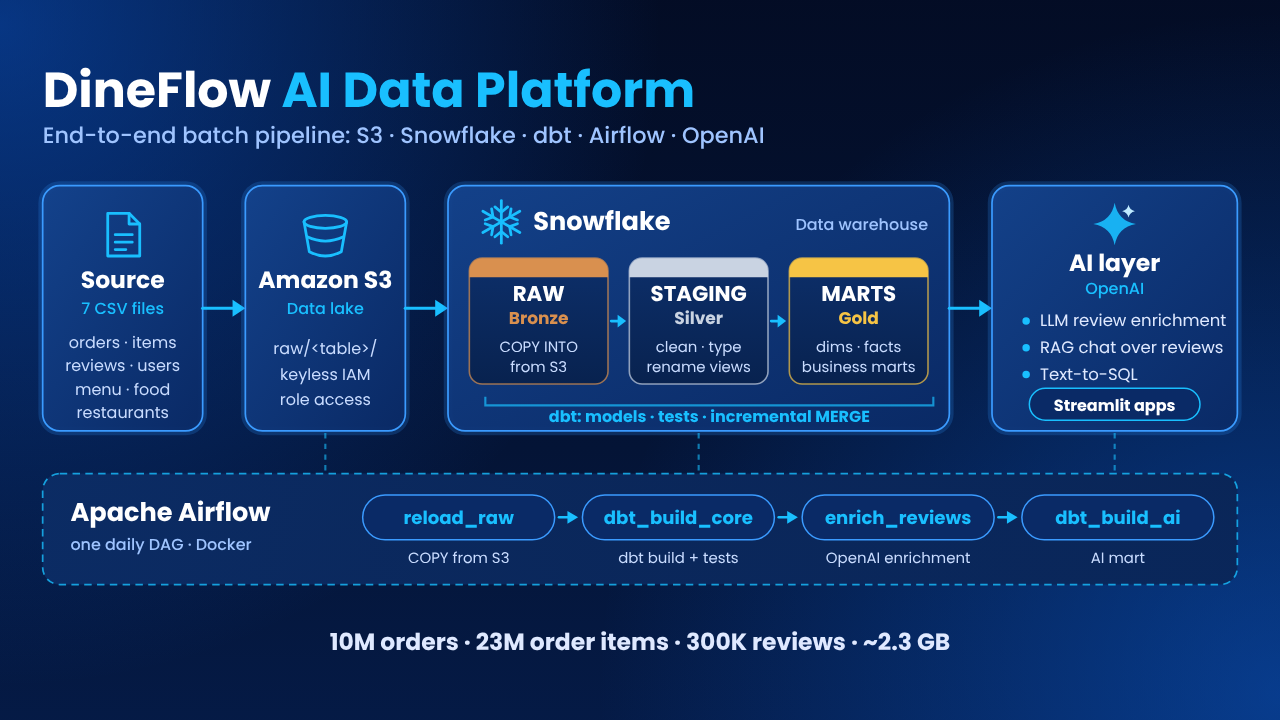 DineFlow AI Data Platform
End-to-end batch pipeline: S3 · Snowflake · dbt · Airflow · OpenAI
Source
7 CSV files
orders · items
reviews · users
menu · food
restaurants
Amazon S3
Data lake
raw/<table>/
keyless IAM
role access
Snowflake
Data warehouse
RAW
Bronze
COPY INTO
from S3
STAGING
Silver
clean · type
rename views
MARTS
Gold
dims · facts
business marts
dbt: models · tests · incremental MERGE
AI layer
OpenAI
LLM review enrichment
RAG chat over reviews
Text-to-SQL
Streamlit apps
Apache Airflow
one daily DAG · Docker
reload_raw
COPY from S3
dbt_build_core
dbt build + tests
enrich_reviews
OpenAI enrichment
dbt_build_ai
AI mart
10M orders · 23M order items · 300K reviews · ~2.3 GB